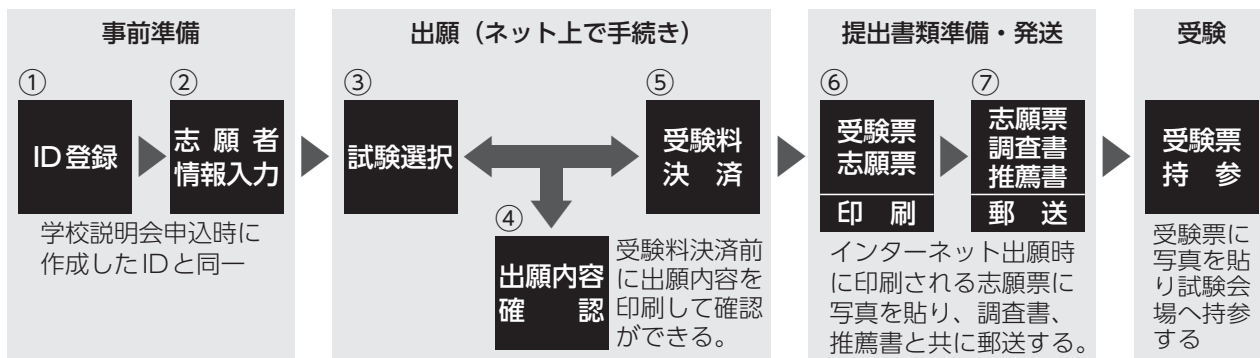 事前準備
①
ID登録
②
志願者
情報入力
学校説明会申込時に
作成したIDと同一
出願（ネット上で手続き）
③
試験選択
④
出願内容
確認
⑤
受験料
決済
受験料決済前
に出願内容を
印刷して確認
ができる。
提出書類準備・発送
⑥
受験票
志願票
印刷
⑦
志願票
調査書
推薦書
郵送
インターネット出願時
に印刷される志願票に
写真を貼り、調査書、
推薦書と共に郵送する。
受験
受験票
持参
受験票に
写真を貼
り試験会
場へ持参
する